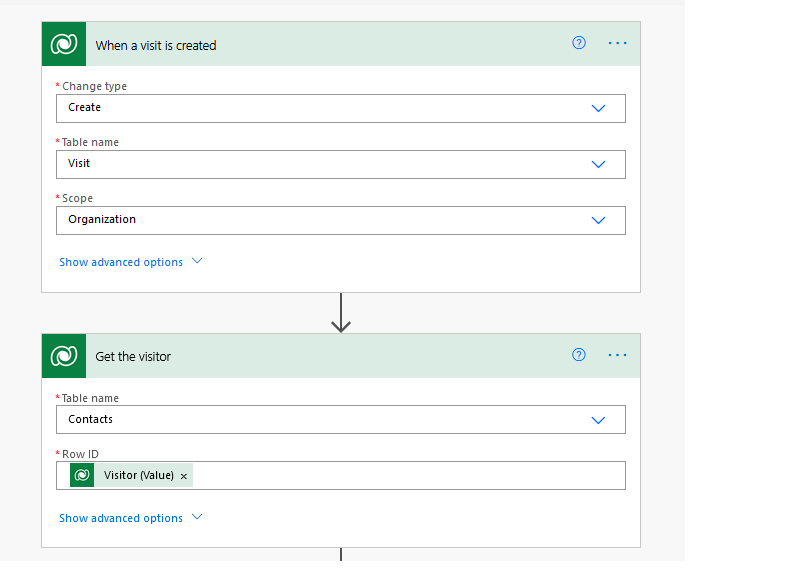 When a visit is created
* Change type
Create
* Table name
Visit
* Scope
Organization
Show advanced options
Get the visitor
* Table name
Contacts
* Row ID
Visitor (Value) ×
Show advanced options